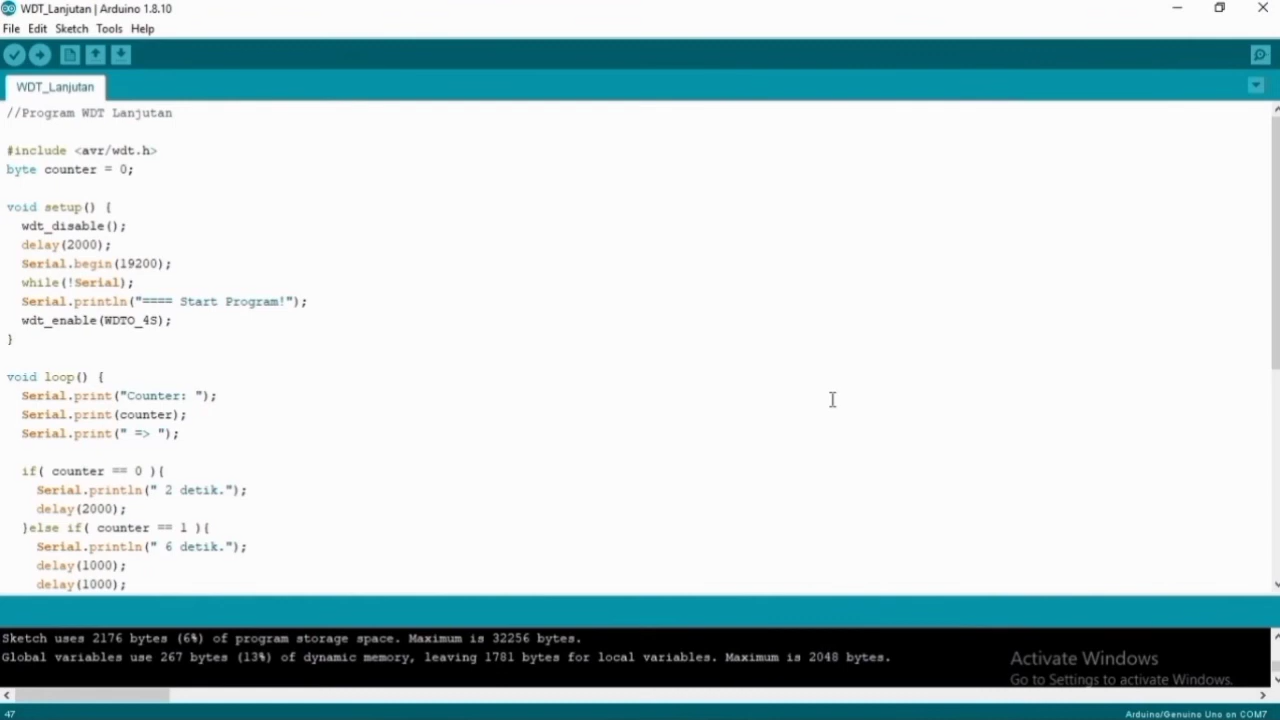 WDT_Lanjutan | Arduino 1.8.10
File Edit Sketch Tools Help
WDT_Lanjutan
//Program WDT Lanjutan
#include <avr/wdt.h>
byte counter = 0;
void setup() {
wdt_disable();
delay(2000);
Serial.begin(19200);
while(!Serial);
Serial.println("==== Start Program!");
wdt_enable(WDTO_4S);
}
void loop() {
Serial.print("Counter: ");
Serial.print(counter);
Serial.print(" => ");
if( counter == 0 ){
Serial.println(" 2 detik.");
delay(2000);
}else if( counter == 1 ){
Serial.println(" 6 detik.");
delay(1000);
delay(1000);
Sketch uses 2176 bytes (6%) of program storage space. Maximum is 32256 bytes.
Global variables use 267 bytes (13%) of dynamic memory, leaving 1781 bytes for local variables. Maximum is 2048 bytes.
Activate Windows
Go to Settings to activate Windows.
47
Arduino/Genuino Uno on COM7